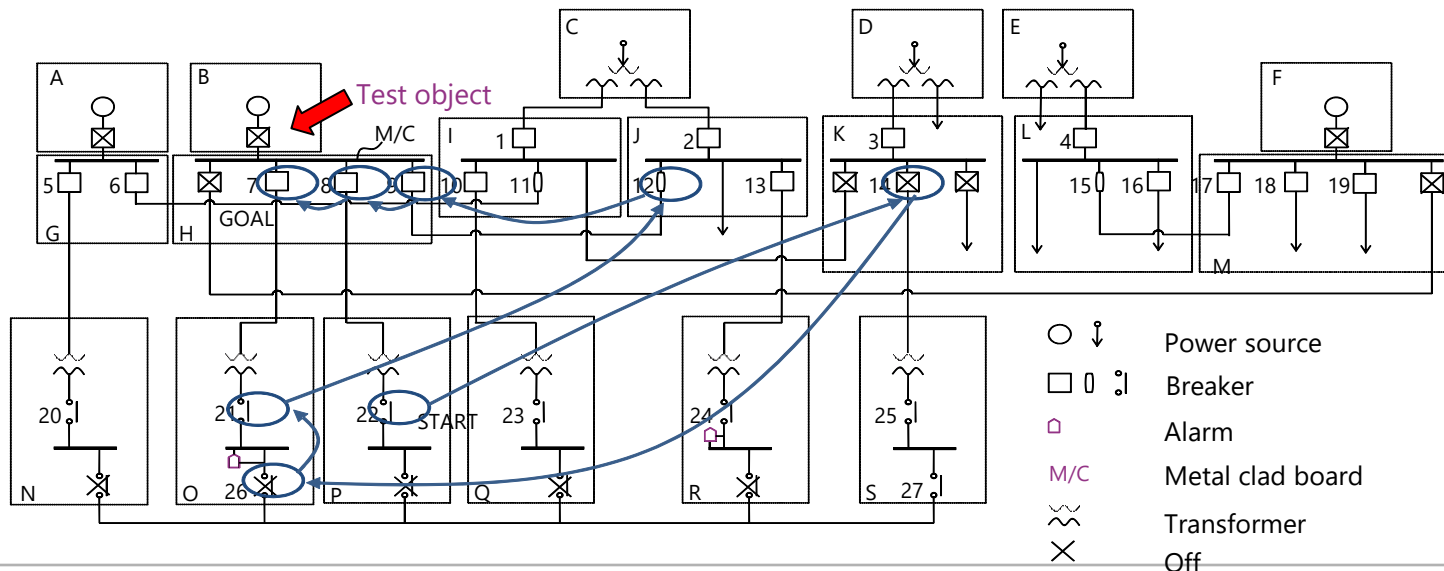 C
D
E
A
B
F
Test object
M/C
I
J
K
L
1
2
3
4
5
6
7
8
9
10
11
12
13
14
15
16
17
18
19
GOAL
G
H
M
20
21
22
START
23
24
25
26
27
N
O
P
Q
R
S
Power source
Breaker
Alarm
M/C Metal clad board
Transformer
Off